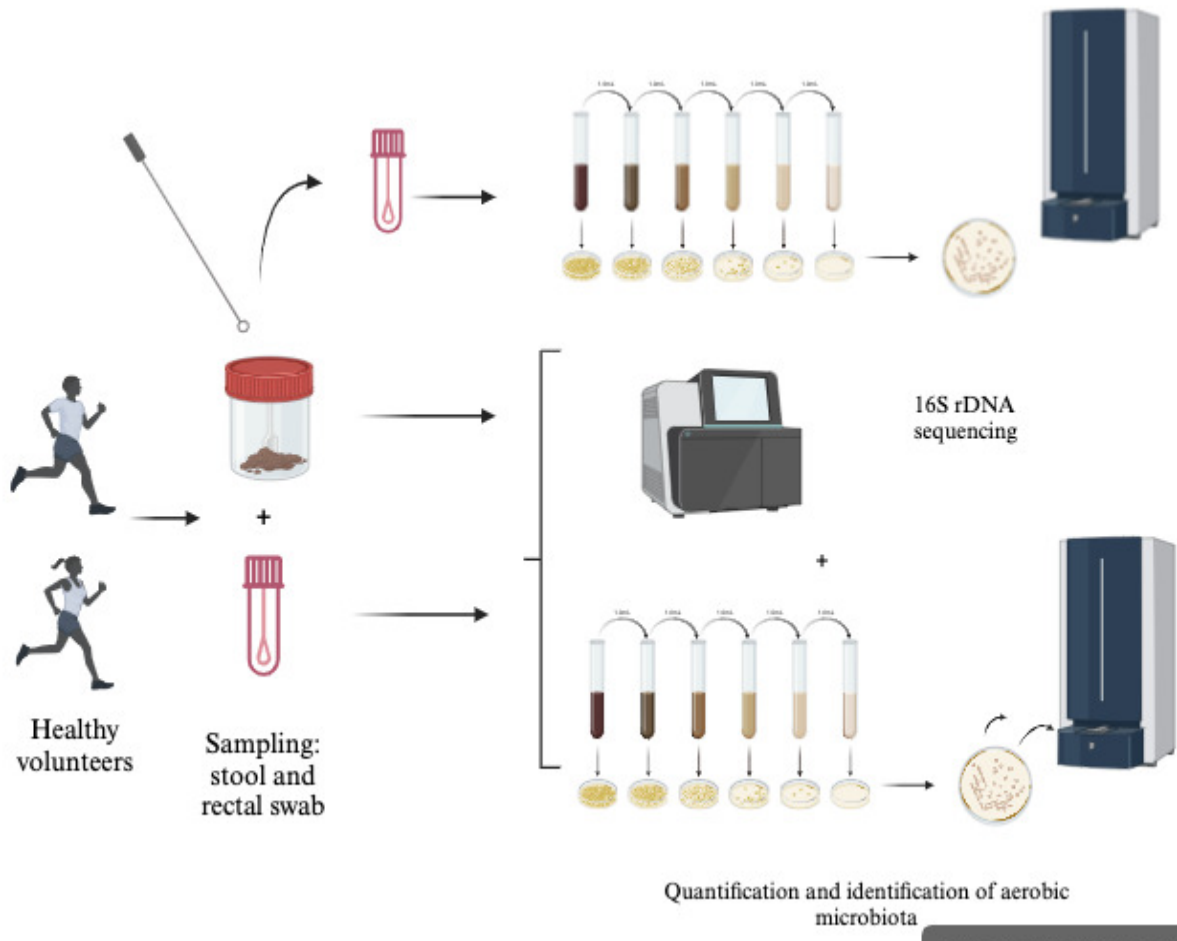 16S rDNA
sequencing
+
+
Healthy
volunteers
Sampling:
stool and
rectal swab
Quantification and identification of aerobic
microbiota